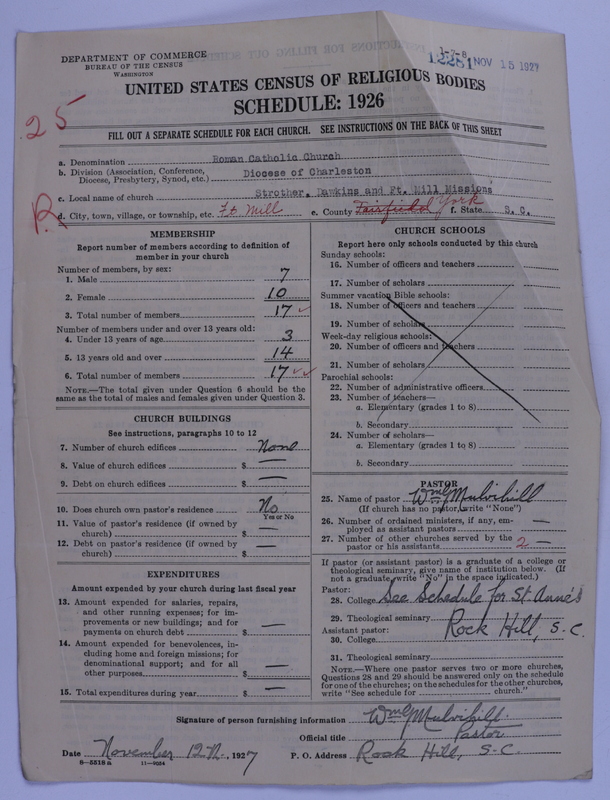 DEPARTMENT OF COMMERCE
BUREAU OF THE CENSUS
WASHINGTON
1-7-8
12281 NOV 15 1927
UNITED STATES CENSUS OF RELIGIOUS BODIES
SCHEDULE: 1926
25
FILL OUT A SEPARATE SCHEDULE FOR EACH CHURCH. SEE INSTRUCTIONS ON THE BACK OF THIS SHEET
a. Denomination Roman Catholic Church
b. Division (Association, Conference, Diocese, Presbytery, Synod, etc.) Diocese of Charleston
c. Local name of church Strother, Dawkins and Ft. Mill Missions
R
d. City, town, village, or township, etc. Ft Mill e. County Fairfield York f. State S. C.
MEMBERSHIP
Report number of members according to definition of
member in your church
Number of members, by sex:
1. Male 7
2. Female 10
3. Total number of members 17 ✓
Number of members under and over 13 years old:
4. Under 13 years of age 3
5. 13 years old and over 14
6. Total number of members 17 ✓✓
NOTE.—The total given under Question 6 should be the
same as the total of males and females given under Question 3.
CHURCH BUILDINGS
See instructions, paragraphs 10 to 12
7. Number of church edifices None
8. Value of church edifices $ —
9. Debt on church edifices $ —
10. Does church own pastor's residence? No
Yes or No
11. Value of pastor's residence (if owned by
church) $ —
12. Debt on pastor's residence (if owned by
church) $ —
EXPENDITURES
Amount expended by church during last fiscal year
13. Amount expended for salaries, repairs,
and other running expenses; for im-
provements or new buildings; and for
payments on church debt $ —
14. Amount expended for benevolences, in-
cluding home and foreign missions; for
denominational support; and for all
other purposes $ —
15. Total expenditures during year $ —
CHURCH SCHOOLS
Report here only schools conducted by this church
Sunday schools:
16. Number of officers and teachers
17. Number of scholars
Summer vacation Bible schools:
18. Number of officers and teachers
19. Number of scholars
Week-day religious schools:
20. Number of officers and teachers
21. Number of scholars
Parochial schools:
22. Number of administrative officers
23. Number of teachers—
a. Elementary (grades 1 to 8)
b. Secondary
24. Number of scholars—
a. Elementary (grades 1 to 8)
b. Secondary
PASTOR
25. Name of pastor Wm G Mulvihill
(If church has no pastor, write "None")
26. Number of ordained ministers, if any, em-
ployed as assistant pastors —
27. Number of other churches served by the
pastor or his assistants 2 —
If pastor (or assistant pastor) is a graduate of a college or
theological seminary, give name of institution below. (If
not a graduate, write "No" in the space indicated.)
Pastor:
28. College See Schedule for St. Anne's
29. Theological seminary Rock Hill, S-C.
Assistant pastor:
30. College
31. Theological seminary
NOTE.—Where one pastor serves two or more churches,
Questions 28 and 29 should be answered only on the schedule
for one of the churches; on the schedules for the other churches,
write "See schedule for church."
Signature of person furnishing information Wm G Mulvihill
Official title Pastor
Date November 12th, 1927 P. O. Address Rock Hill, S-C.
8—5518a 11—9024